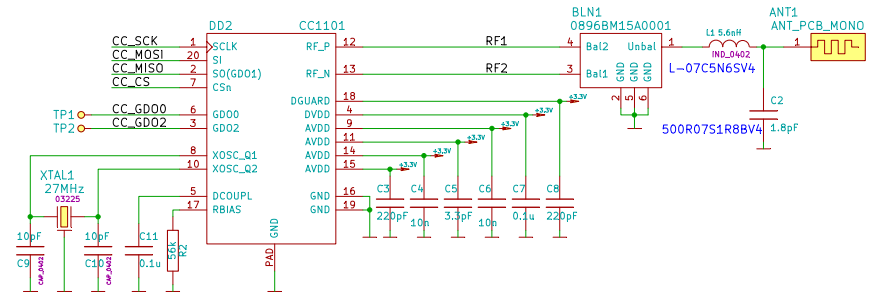 DD2 CC1101
BLN1
0896BM15A0001
ANT1
ANT_PCB_MONO
L1 5.6nH
IND_0402
L-07C5N6SV4
CC_SCK 1 SCLK RF_P 12 RF1 4 Bal2 Unbal 1 1
CC_MOSI 20 SI
CC_MISO 2 SO(GDO1) RF_N 13 RF2 3 Bal1 GND GND GND
CC_CS 7 CSn
2 5 6
DGUARD 18 +3.3V
C2
500R07S1R8BV4 1.8pF
TP1 CC_GDO0 6 GDO0 DVDD 4 +3.3V
TP2 CC_GDO2 3 GDO2 AVDD 9 +3.3V
AVDD 11 +3.3V
8 XOSC_Q1 AVDD 14 +3.3V
10 XOSC_Q2 AVDD 15 +3.3V
XTAL1
27MHz
03225
5 DCOUPL GND 16
17 RBIAS GND 19
GND
PAD
C3 C4 C5 C6 C7 C8
220pF 10n 3.3pF 10n 0.1u 220pF
10pF 10pF C11 56k R2
C9 CAP_0402 C10 CAP_0402 0.1u